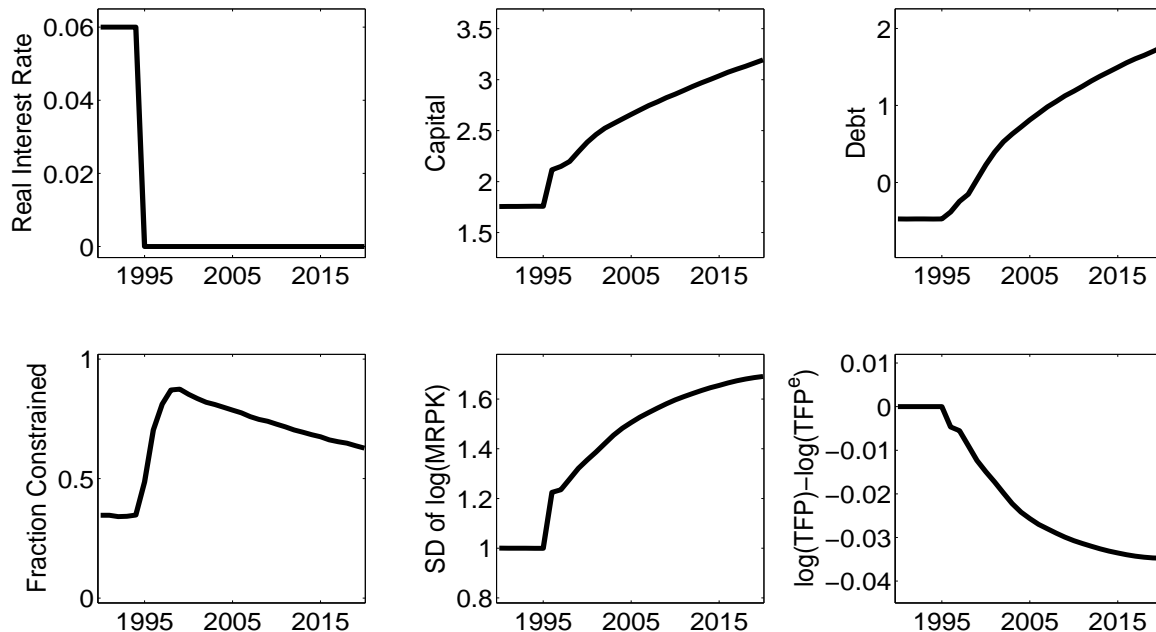 Real Interest Rate
0.06
0.04
0.02
0
1995 2005 2015
Capital
3.5
3
2.5
2
1.5
1995 2005 2015
Debt
2
1
0
1995 2005 2015
Fraction Constrained
1
0.5
0
1995 2005 2015
SD of log(MRPK)
1.6
1.4
1.2
1
0.8
1995 2005 2015
log(TFP)−log(TFPᵉ)
0.01
0
−0.01
−0.02
−0.03
−0.04
1995 2005 2015